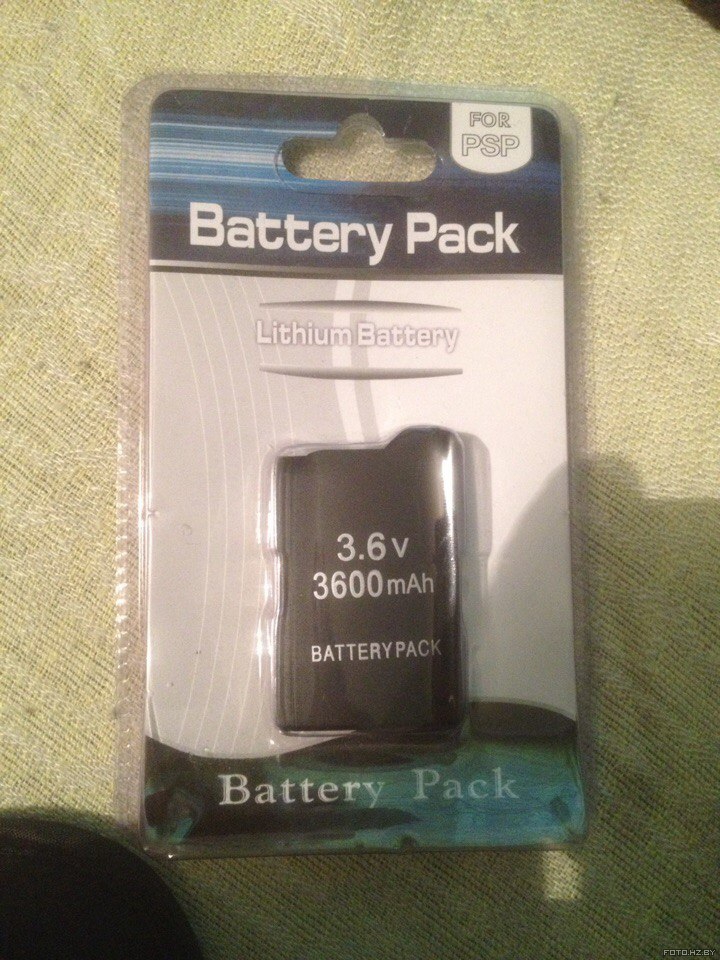 FOR
PSP
Battery Pack
Lithium Battery
3.6v
3600mAh
BATTERYPACK
Battery Pack
FOTO.HZ.BY